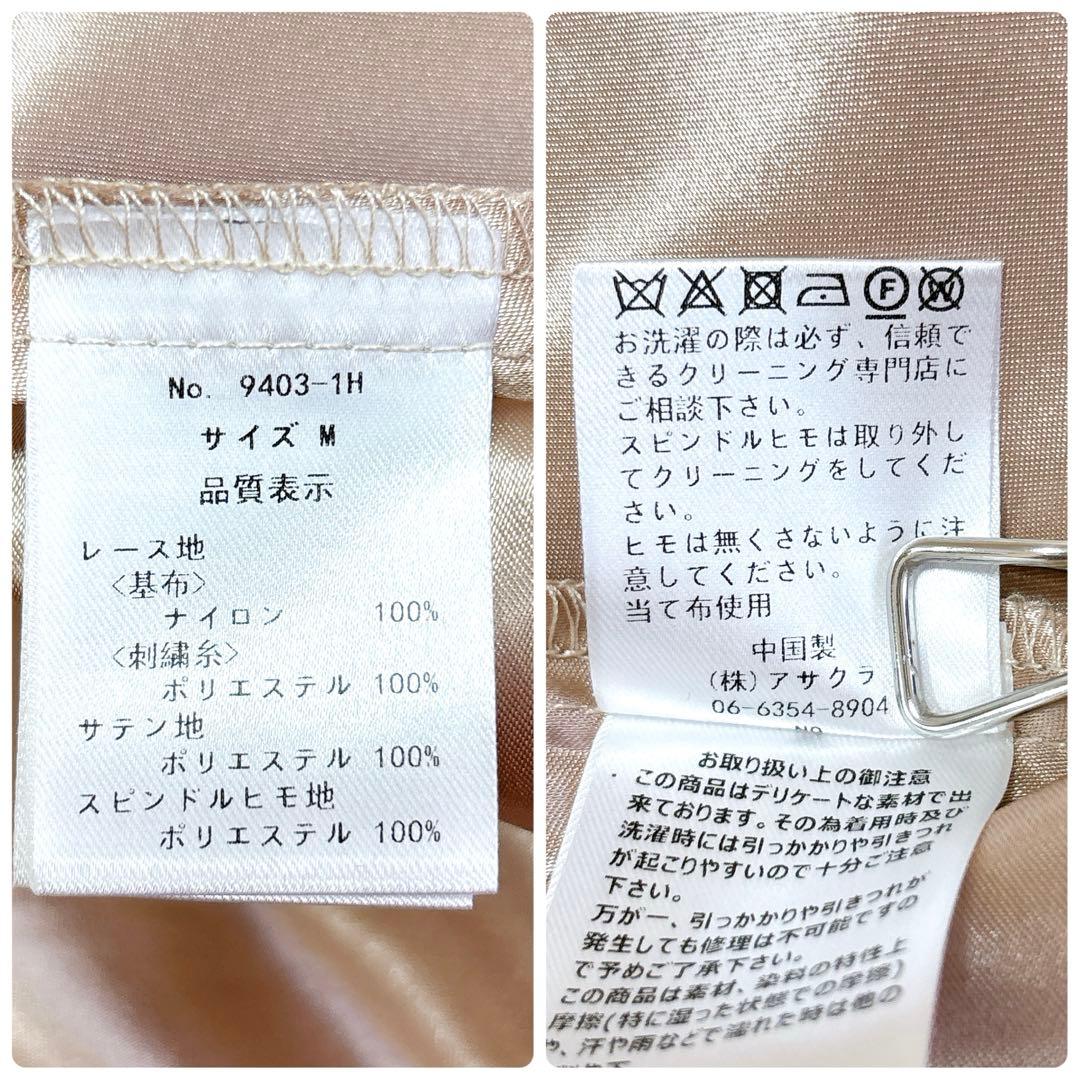 No. 9403-1H
サイズ M
品質表示
レース地
〈基布〉
ナイロン 100%
〈刺繍糸〉
ポリエステル 100%
サテン地
ポリエステル 100%
スピンドルヒモ地
ポリエステル 100%
F W
お洗濯の際は必ず、信頼で
きるクリーニング専門店に
ご相談下さい。
スピンドルヒモは取り外し
てクリーニングをしてくだ
さい。
ヒモは無くさないように注
意してください。
当て布使用
中国製
(株)アサクラ
06-6354-8904
No
お取り扱い上の御注意
・この商品はデリケートな素材で出
来ております。その為着用時及び
洗濯時には引っかかりや引きつれ
が起こりやすいので十分ご注意
下さい。
万が一、引っかかりや引きつれが
発生しても修理は不可能ですの
で予めご了承下さい。
この商品は素材、染料の特性上
摩擦(特に湿った状態での摩擦)
や、汗や雨などで濡れた時は他の